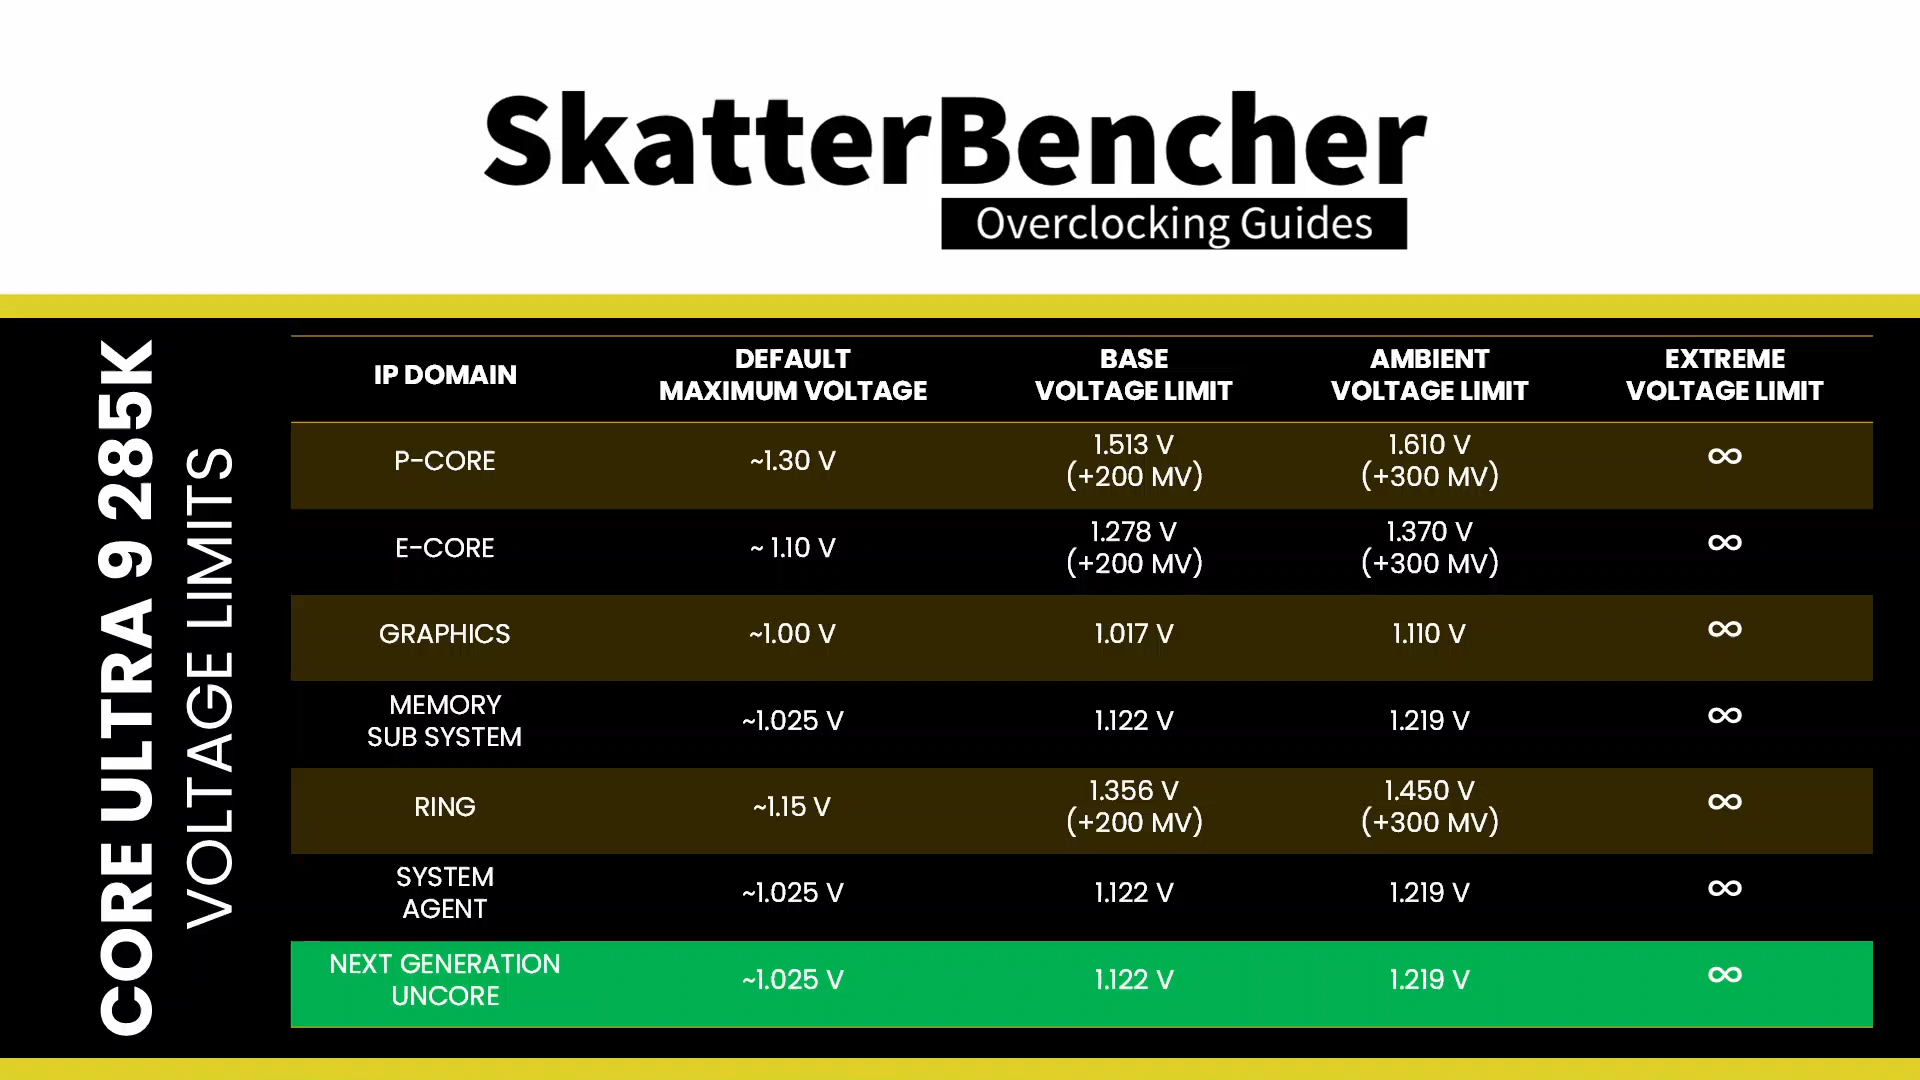 SkatterBencher
Overclocking Guides
CORE ULTRA 9 285K
VOLTAGE LIMITS
IP DOMAIN
DEFAULT
MAXIMUM VOLTAGE
BASE
VOLTAGE LIMIT
AMBIENT
VOLTAGE LIMIT
EXTREME
VOLTAGE LIMIT
P-CORE
~1.30 V
1.513 V
(+200 MV)
1.610 V
(+300 MV)
∞
E-CORE
~ 1.10 V
1.278 V
(+200 MV)
1.370 V
(+300 MV)
∞
GRAPHICS
~1.00 V
1.017 V
1.110 V
∞
MEMORY
SUB SYSTEM
~1.025 V
1.122 V
1.219 V
∞
RING
~1.15 V
1.356 V
(+200 MV)
1.450 V
(+300 MV)
∞
SYSTEM
AGENT
~1.025 V
1.122 V
1.219 V
∞
NEXT GENERATION
UNCORE
~1.025 V
1.122 V
1.219 V
∞